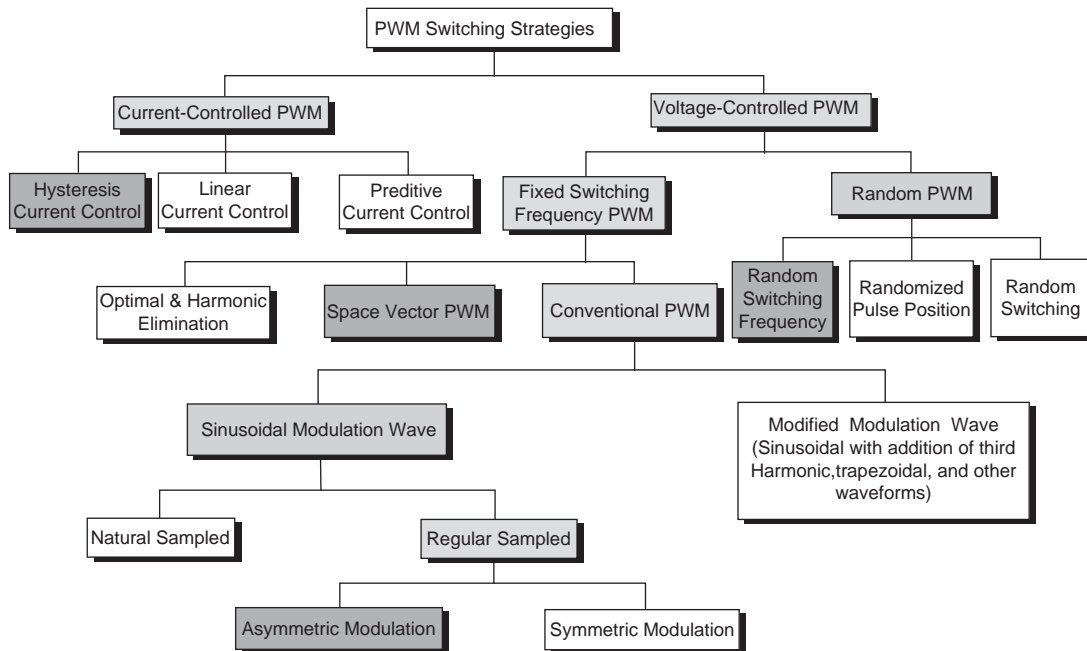 PWM Switching Strategies
Current-Controlled PWM
Voltage-Controlled PWM
Hysteresis
Current Control
Linear
Current Control
Preditive
Current Control
Fixed Switching
Frequency PWM
Random PWM
Optimal & Harmonic
Elimination
Space Vector PWM
Conventional PWM
Random
Switching
Frequency
Randomized
Pulse Position
Random
Switching
Sinusoidal Modulation Wave
Modified Modulation Wave
(Sinusoidal with addition of third
Harmonic,trapezoidal, and other
waveforms)
Natural Sampled
Regular Sampled
Asymmetric Modulation
Symmetric Modulation